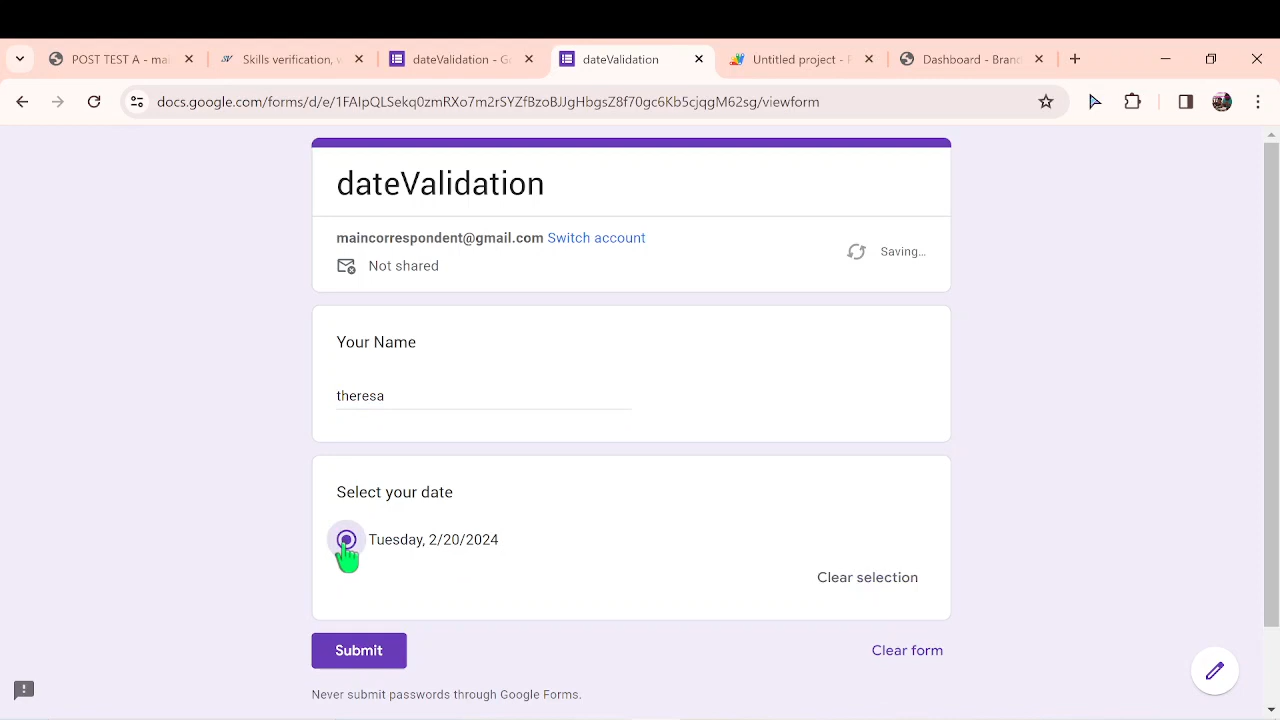 POST TEST A - mai
Skills verification, w
dateValidation - Go
dateValidation
Untitled project - P
Dashboard - Branc
docs.google.com/forms/d/e/1FAIpQLSekq0zmRXo7m2rSYZfBzoBJJgHbgsZ8f70gc6Kb5cjqgM62sg/viewform
dateValidation
maincorrespondent@gmail.com Switch account
Not shared
Saving...
Your Name
theresa
Select your date
Tuesday, 2/20/2024
Clear selection
Submit
Clear form
Never submit passwords through Google Forms.